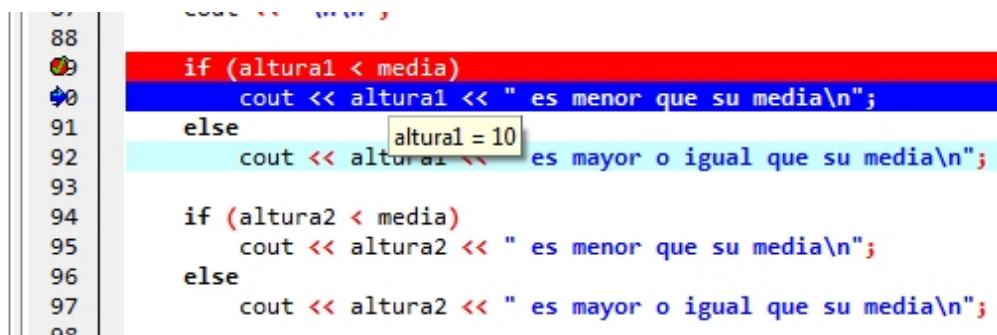 88
if (altura1 < media)
90 cout << altura1 << " es menor que su media\n";
91 else
altura1 = 10
92 cout << altura1 << " es mayor o igual que su media\n";
93
94 if (altura2 < media)
95 cout << altura2 << " es menor que su media\n";
96 else
97 cout << altura2 << " es mayor o igual que su media\n";